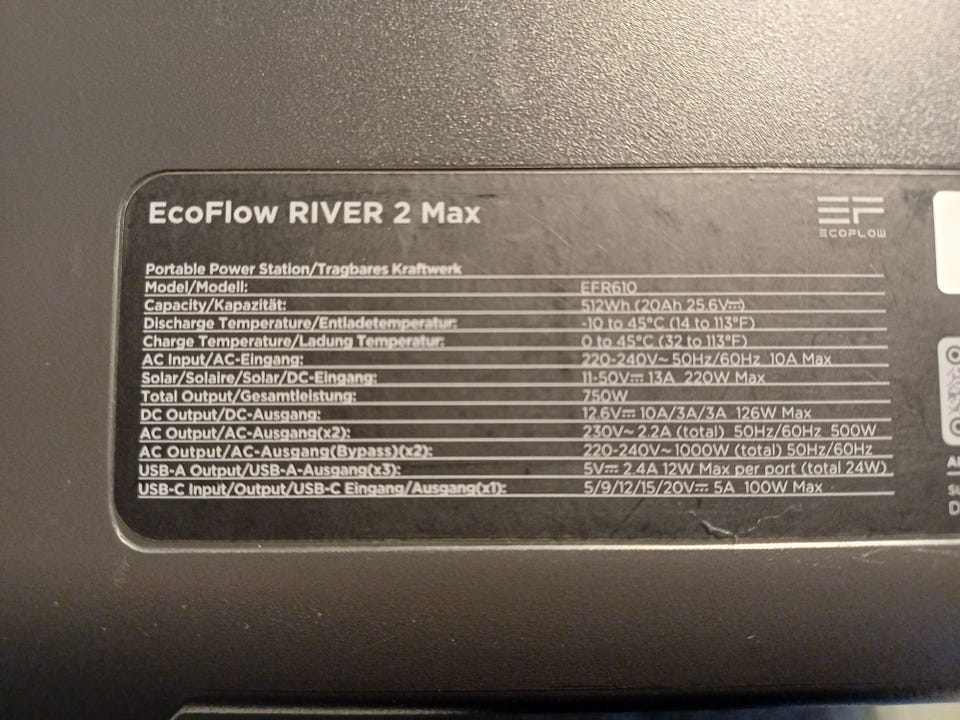 EcoFlow RIVER 2 Max
EF
ECOFLOW
Portable Power Station/Tragbares Kraftwerk
Model/Modell: EFR610
Capacity/Kapazität: 512Wh (20Ah 25.6V⎓)
Discharge Temperature/Entladetemperatur: -10 to 45°C (14 to 113°F)
Charge Temperature/Ladung Temperatur: 0 to 45°C (32 to 113°F)
AC Input/AC-Eingang: 220-240V~ 50Hz/60Hz 10A Max
Solar/Solaire/Solar/DC-Eingang: 11-50V⎓ 13A 220W Max
Total Output/Gesamtleistung: 750W
DC Output/DC-Ausgang: 12.6V⎓ 10A/3A/3A 126W Max
AC Output/AC-Ausgang(x2): 230V~ 2.2A (total) 50Hz/60Hz 500W
AC Output/AC-Ausgang(Bypass)(x2): 220-240V~ 1000W (total) 50Hz/60Hz
USB-A Output/USB-A-Ausgang(x3): 5V⎓ 2.4A 12W Max per port (total 24W)
USB-C Input/Output/USB-C Eingang/Ausgang(x1): 5/9/12/15/20V⎓ 5A 100W Max